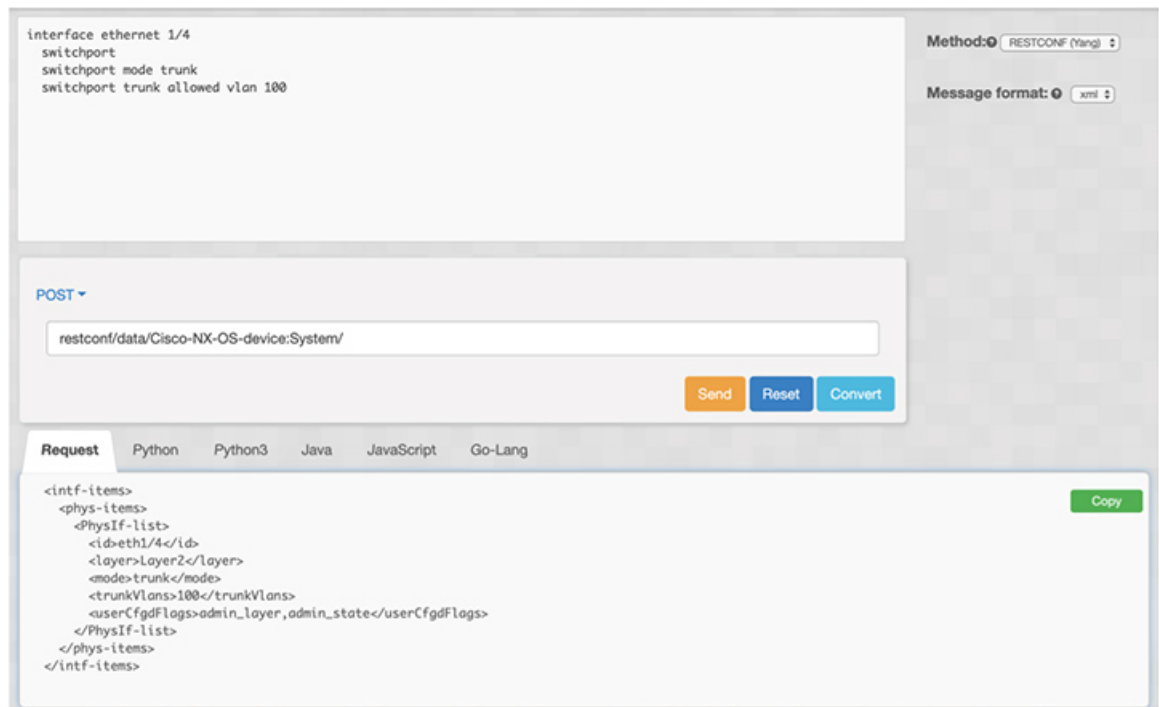 interface ethernet 1/4
  switchport
  switchport mode trunk
  switchport trunk allowed vlan 100
Method: RESTCONF (Yang)
Message format: xml
POST
restconf/data/Cisco-NX-OS-device:System/
Send Reset Convert
Request Python Python3 Java JavaScript Go-Lang
Copy
<intf-items>
  <phys-items>
    <PhysIf-list>
      <id>eth1/4</id>
      <layer>Layer2</layer>
      <mode>trunk</mode>
      <trunkVlans>100</trunkVlans>
      <userCfgdFlags>admin_layer,admin_state</userCfgdFlags>
    </PhysIf-list>
  </phys-items>
</intf-items>